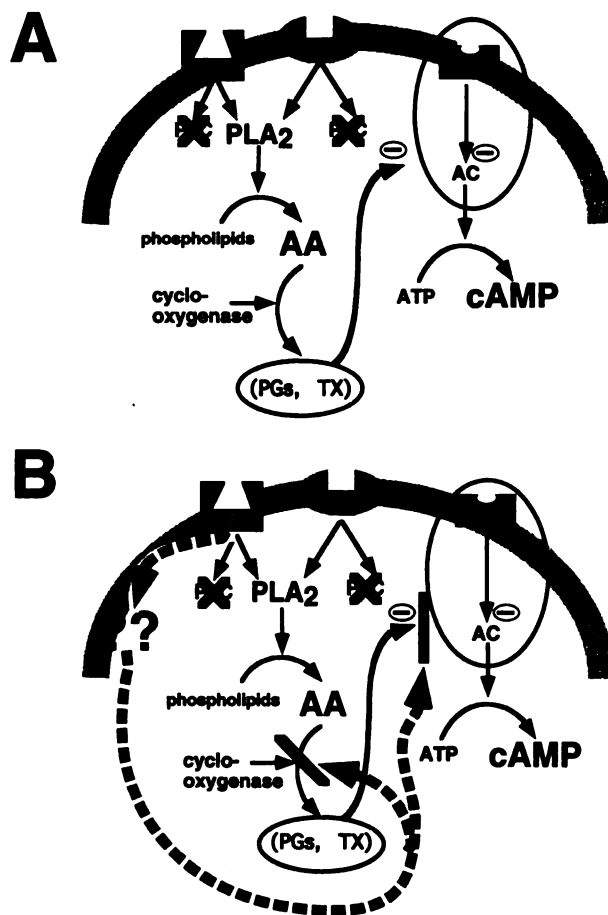 A
PLA2
phospholipids
AA
AC
cyclo-
oxygenase
ATP cAMP
(PGs, TX)
B
?
PLA2
AC
phospholipids
AA
cyclo-
oxygenase
ATP cAMP
(PGs, TX)